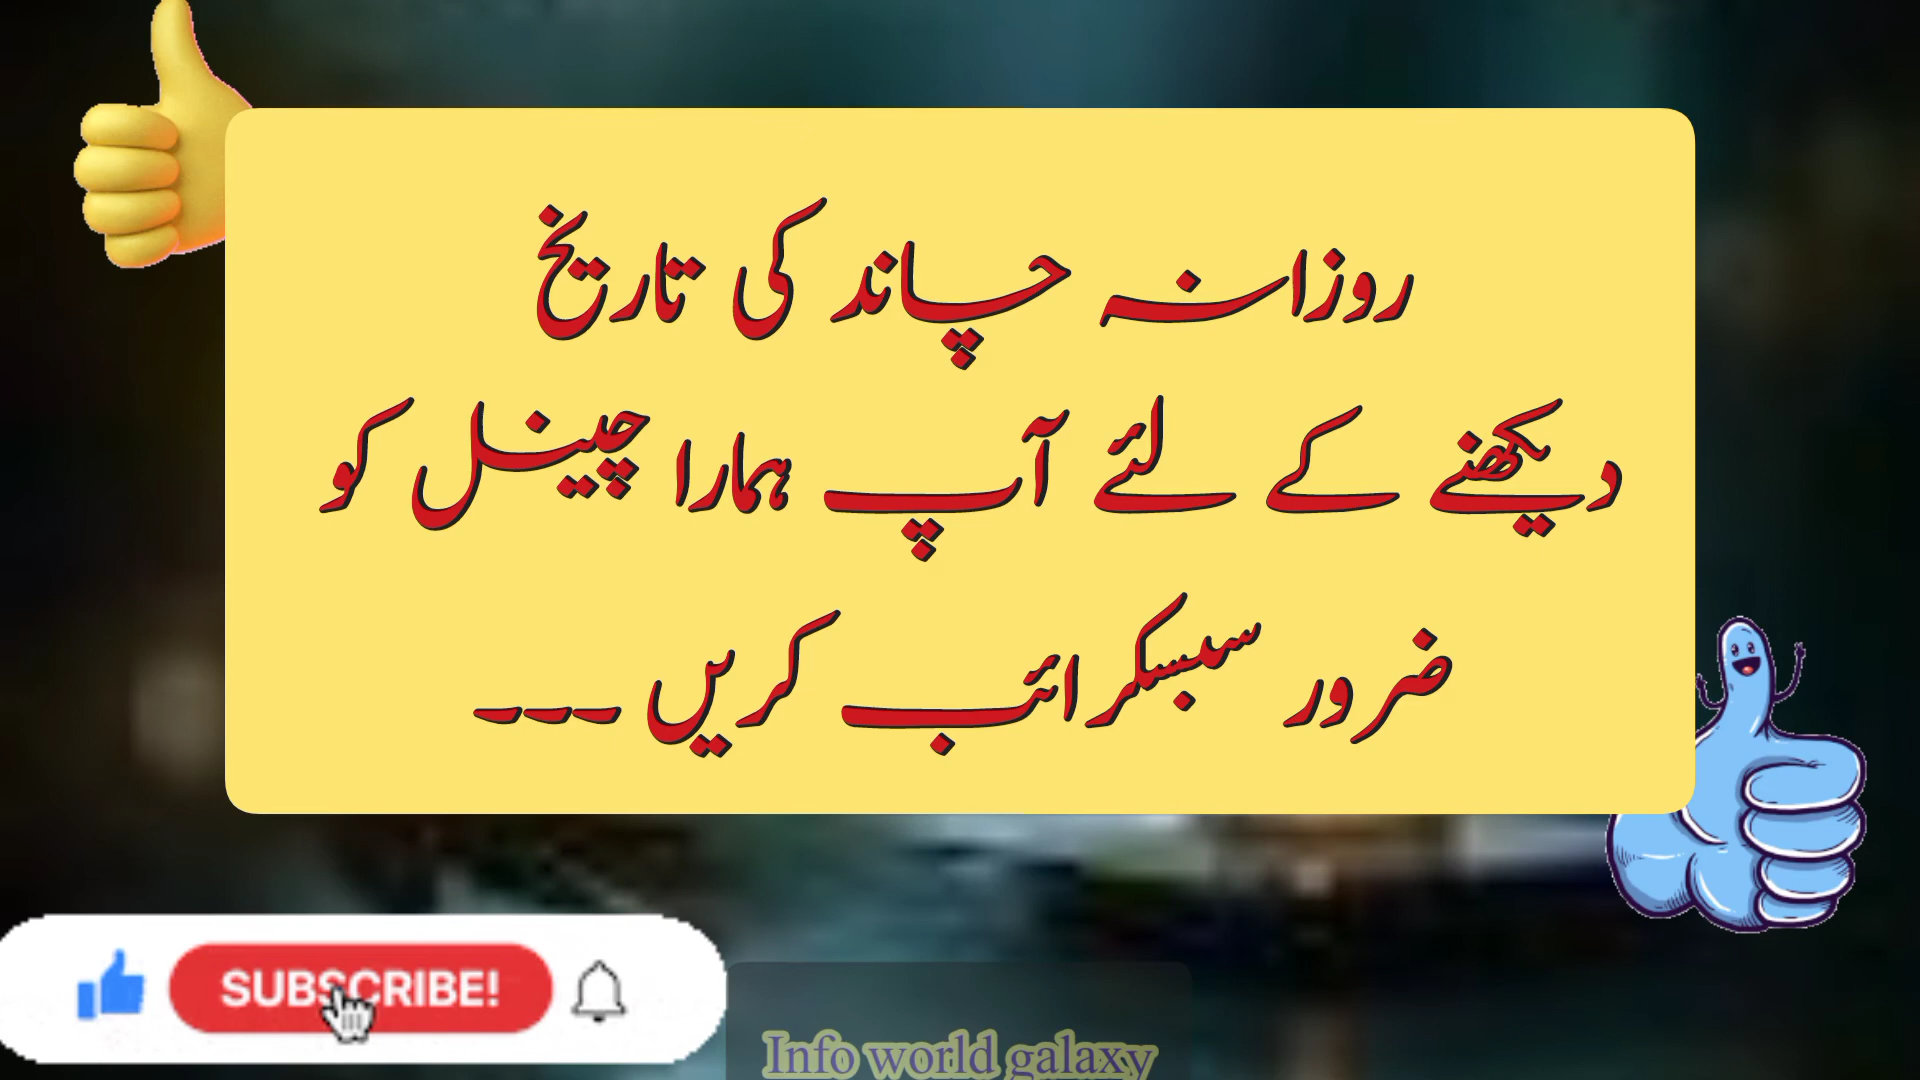 روزانہ چاند کی تاریخ
دیکھنے کے لئے آپ ہمارا چینل کو
ضرور سبسکرائب کریں ۔۔۔
SUBSCRIBE!
Info world galaxy